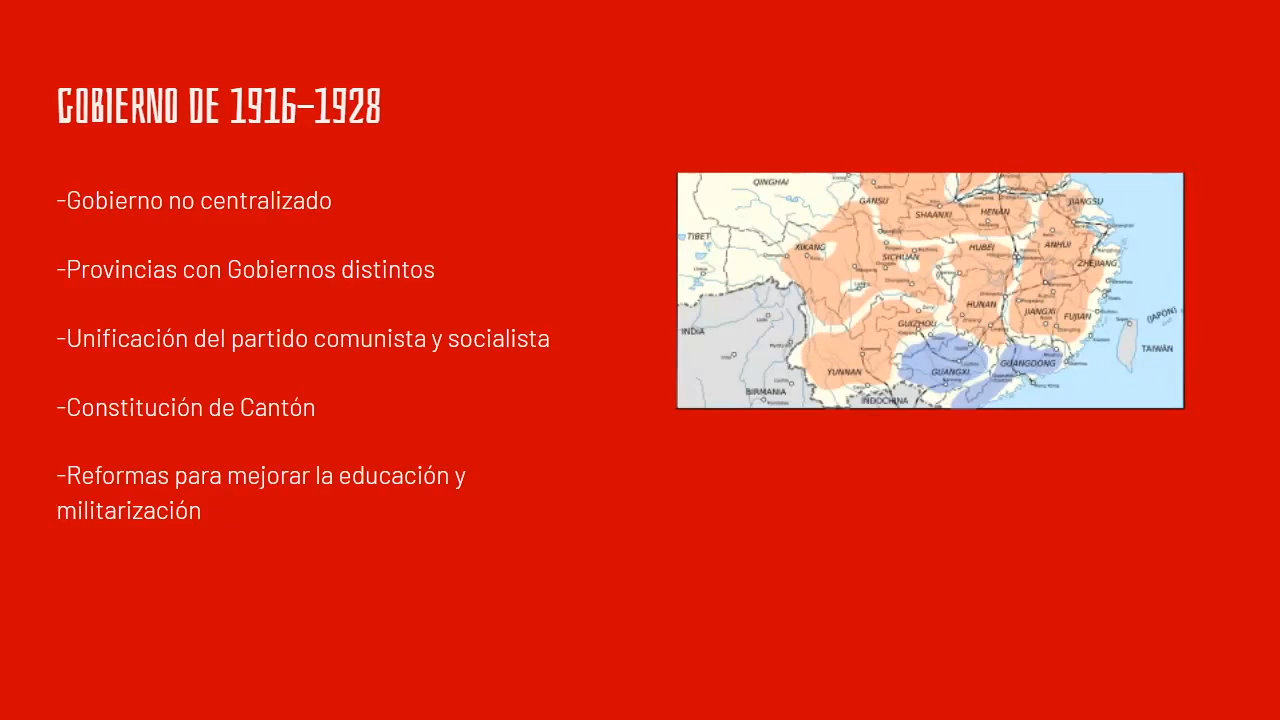 GOBIERNO DE 1916–1928
-Gobierno no centralizado
-Provincias con Gobiernos distintos
-Unificación del partido comunista y socialista
-Constitución de Cantón
-Reformas para mejorar la educación y
militarización
QINGHAI
GANSU
JIANGSU
SHAANXI
HENAN
TIBET
XIKANG
HUBEI
ANHUI
SICHUAN
ZHEJIANG
HUNAN
JIANGXI
FUJIAN
(JAPÓN)
INDIA
GUIZHOU
TAIWÁN
YUNNAN
GUANGXI
GUANGDONG
BIRMANIA
INDOCHINA